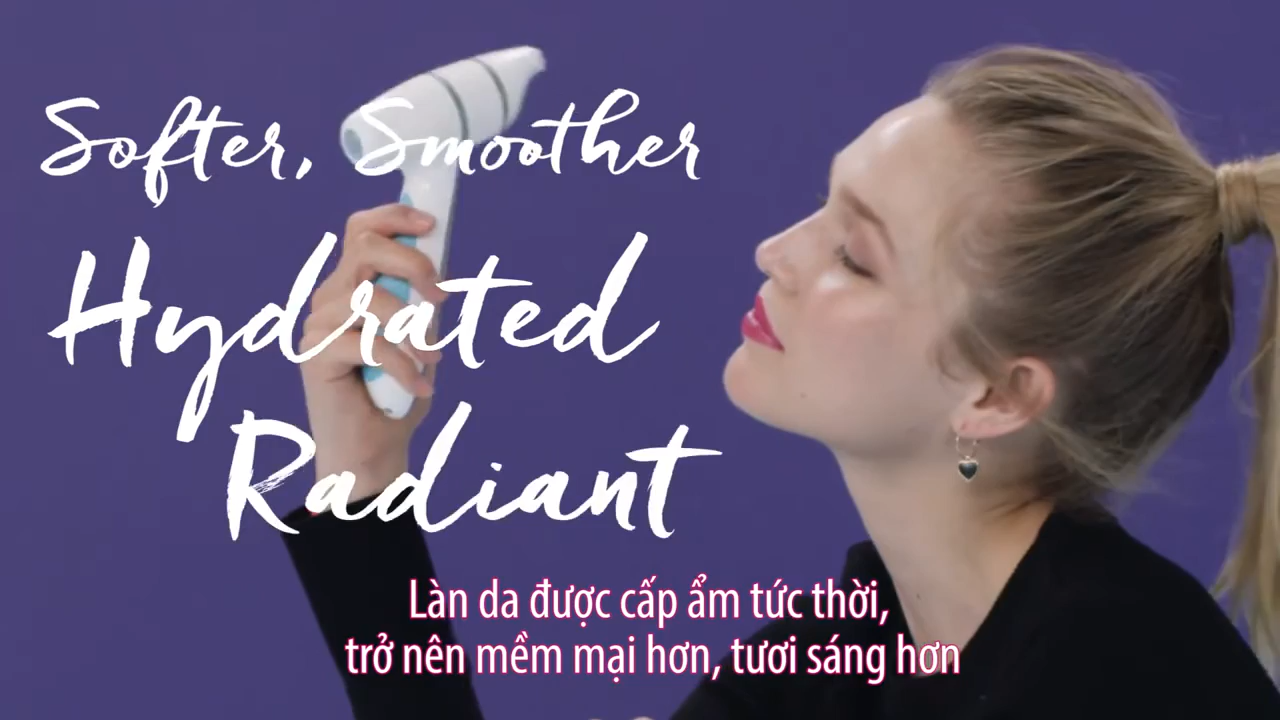 Softer, Smoother
Hydrated
Radiant
Làn da được cấp ẩm tức thời,
trở nên mềm mại hơn, tươi sáng hơn